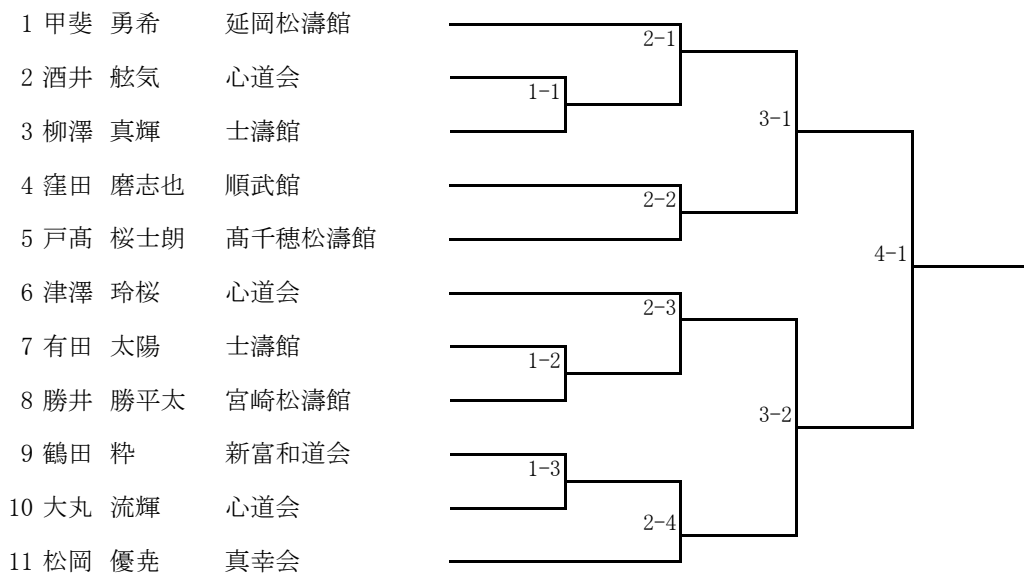 1 甲斐 勇希 延岡松濤館
2-1
2 酒井 舷気 心道会
1-1
3 柳澤 真輝 士濤館
3-1
4 窪田 磨志也 順武館
2-2
5 戸髙 桜士朗 髙千穂松濤館
4-1
6 津澤 玲桜 心道会
2-3
7 有田 太陽 士濤館
1-2
8 勝井 勝平太 宮崎松濤館
3-2
9 鶴田 粋 新富和道会
1-3
10 大丸 流輝 心道会
2-4
11 松岡 優尭 真幸会